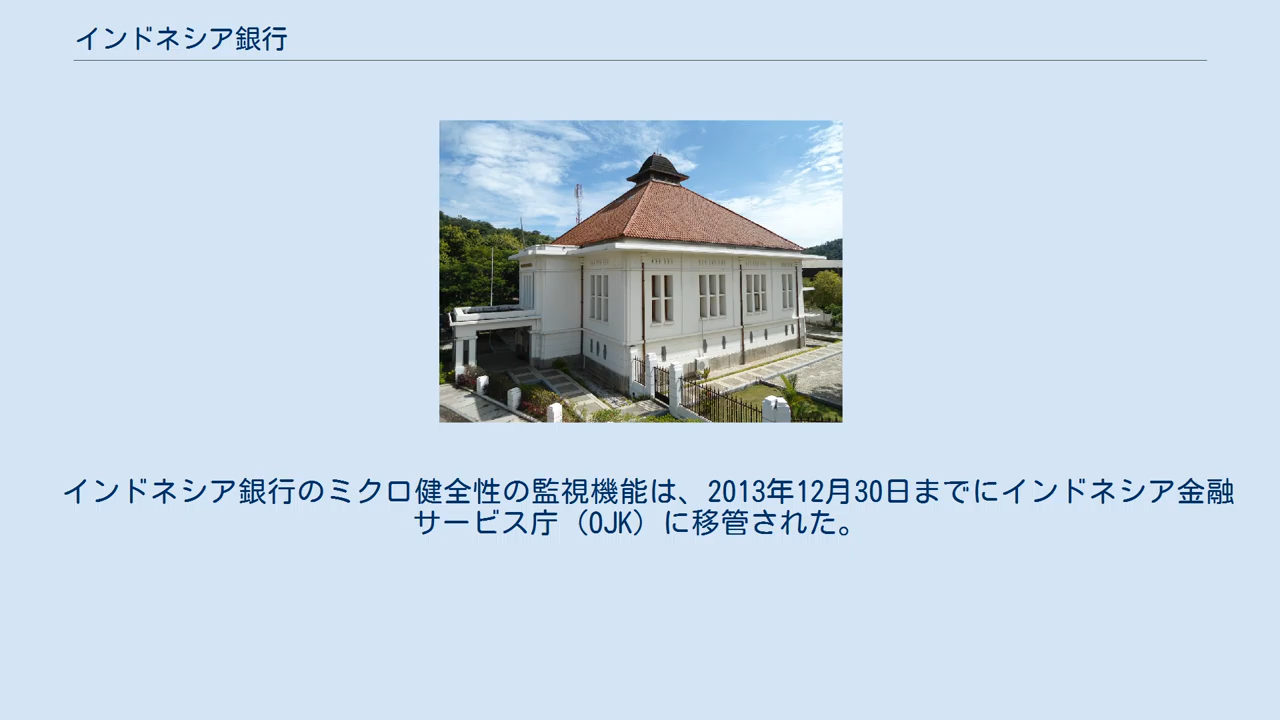 インドネシア銀行
インドネシア銀行のミクロ健全性の監視機能は、2013年12月30日までにインドネシア金融
サービス庁（OJK）に移管された。